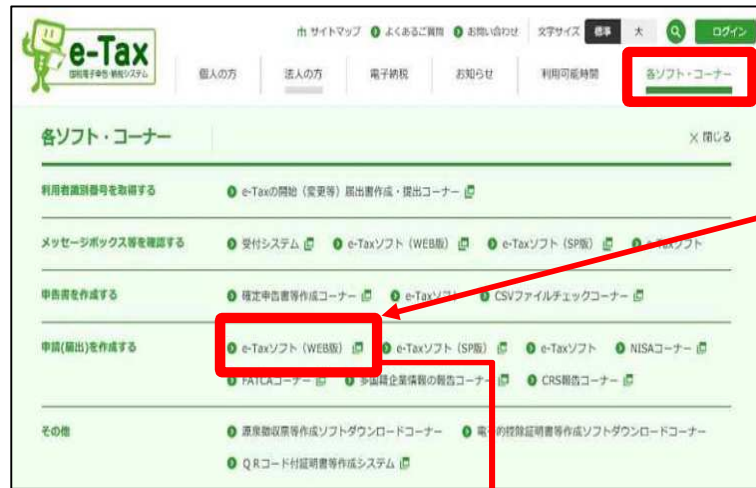 サイトマップ よくあるご質問 お問い合わせ 文字サイズ 標準 大 ログイン
e-Tax
国税電子申告・納税システム
個人の方 法人の方 電子納税 お知らせ 利用可能時間 各ソフト・コーナー
各ソフト・コーナー × 閉じる
利用者識別番号を取得する e-Taxの開始（変更等）届出書作成・提出コーナー
メッセージボックス等を確認する 受付システム e-Taxソフト（WEB版） e-Taxソフト（SP版） e-Taxソフト
申告書を作成する 確定申告書等作成コーナー e-Taxソフト CSVファイルチェックコーナー
申請(届出)を作成する e-Taxソフト（WEB版） e-Taxソフト（SP版） e-Taxソフト NISAコーナー
FATCAコーナー 多国籍企業情報の報告コーナー CRS報告コーナー
その他 源泉徴収票等作成ソフトダウンロードコーナー 電子的控除証明書等作成ソフトダウンロードコーナー
QRコード付証明書等作成システム